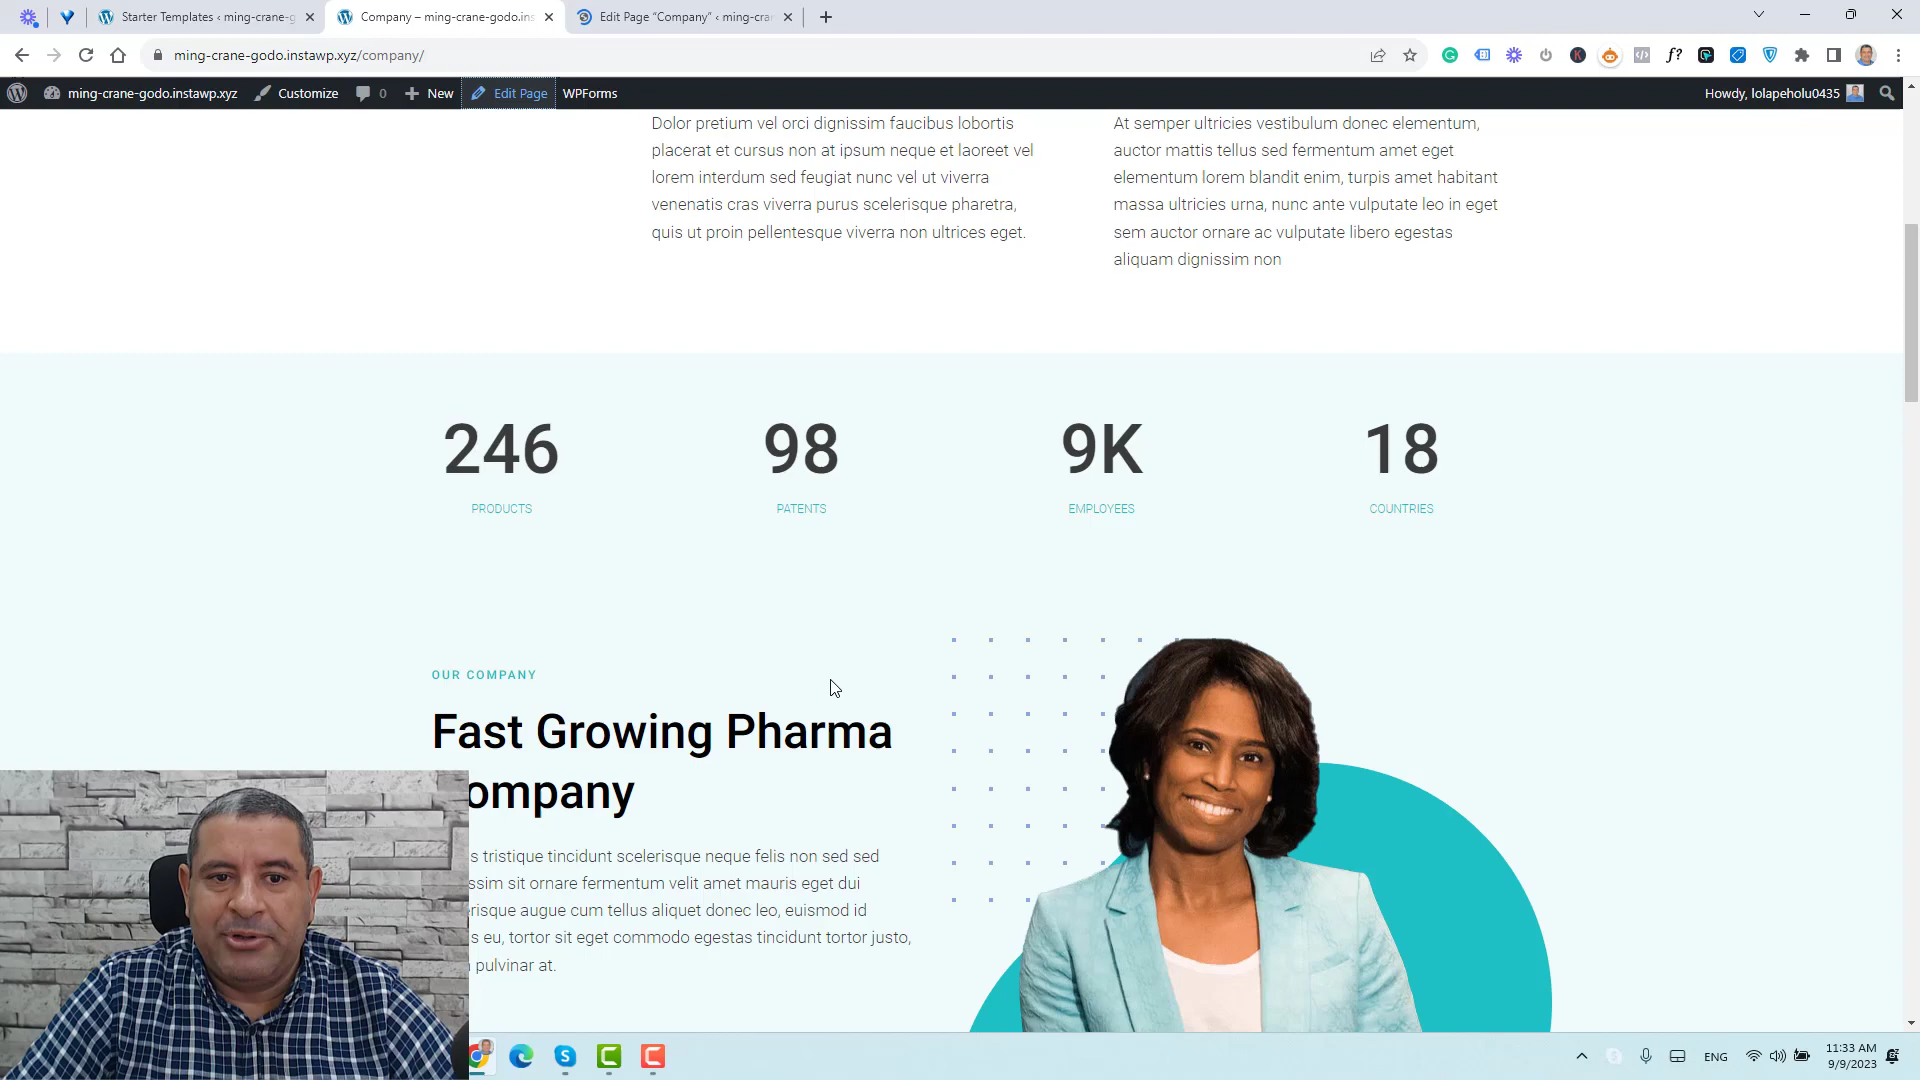 Starter Templates ‹ ming-crane-g
Company – ming-crane-godo.ins
Edit Page “Company” ‹ ming-cra
ming-crane-godo.instawp.xyz/company/
ming-crane-godo.instawp.xyz
Customize
0
New
Edit Page
WPForms
Howdy, lolapeholu0435
Dolor pretium vel orci dignissim faucibus lobortis
placerat et cursus non at ipsum neque et laoreet vel
lorem interdum sed feugiat nunc vel ut viverra
venenatis cras viverra purus scelerisque pharetra,
quis ut proin pellentesque viverra non ultrices eget.
At semper ultricies vestibulum donec elementum,
auctor mattis tellus sed fermentum amet eget
elementum lorem blandit enim, turpis amet habitant
massa ultricies urna, nunc ante vulputate leo in eget
sem auctor ornare ac vulputate libero egestas
aliquam dignissim non
246
PRODUCTS
98
PATENTS
9K
EMPLOYEES
18
COUNTRIES
OUR COMPANY
Fast Growing Pharma
ompany
s tristique tincidunt scelerisque neque felis non sed sed
ssim sit ornare fermentum velit amet mauris eget dui
risque augue cum tellus aliquet donec leo, euismod id
s eu, tortor sit eget commodo egestas tincidunt tortor justo,
pulvinar at.
ENG
11:33 AM
9/9/2023